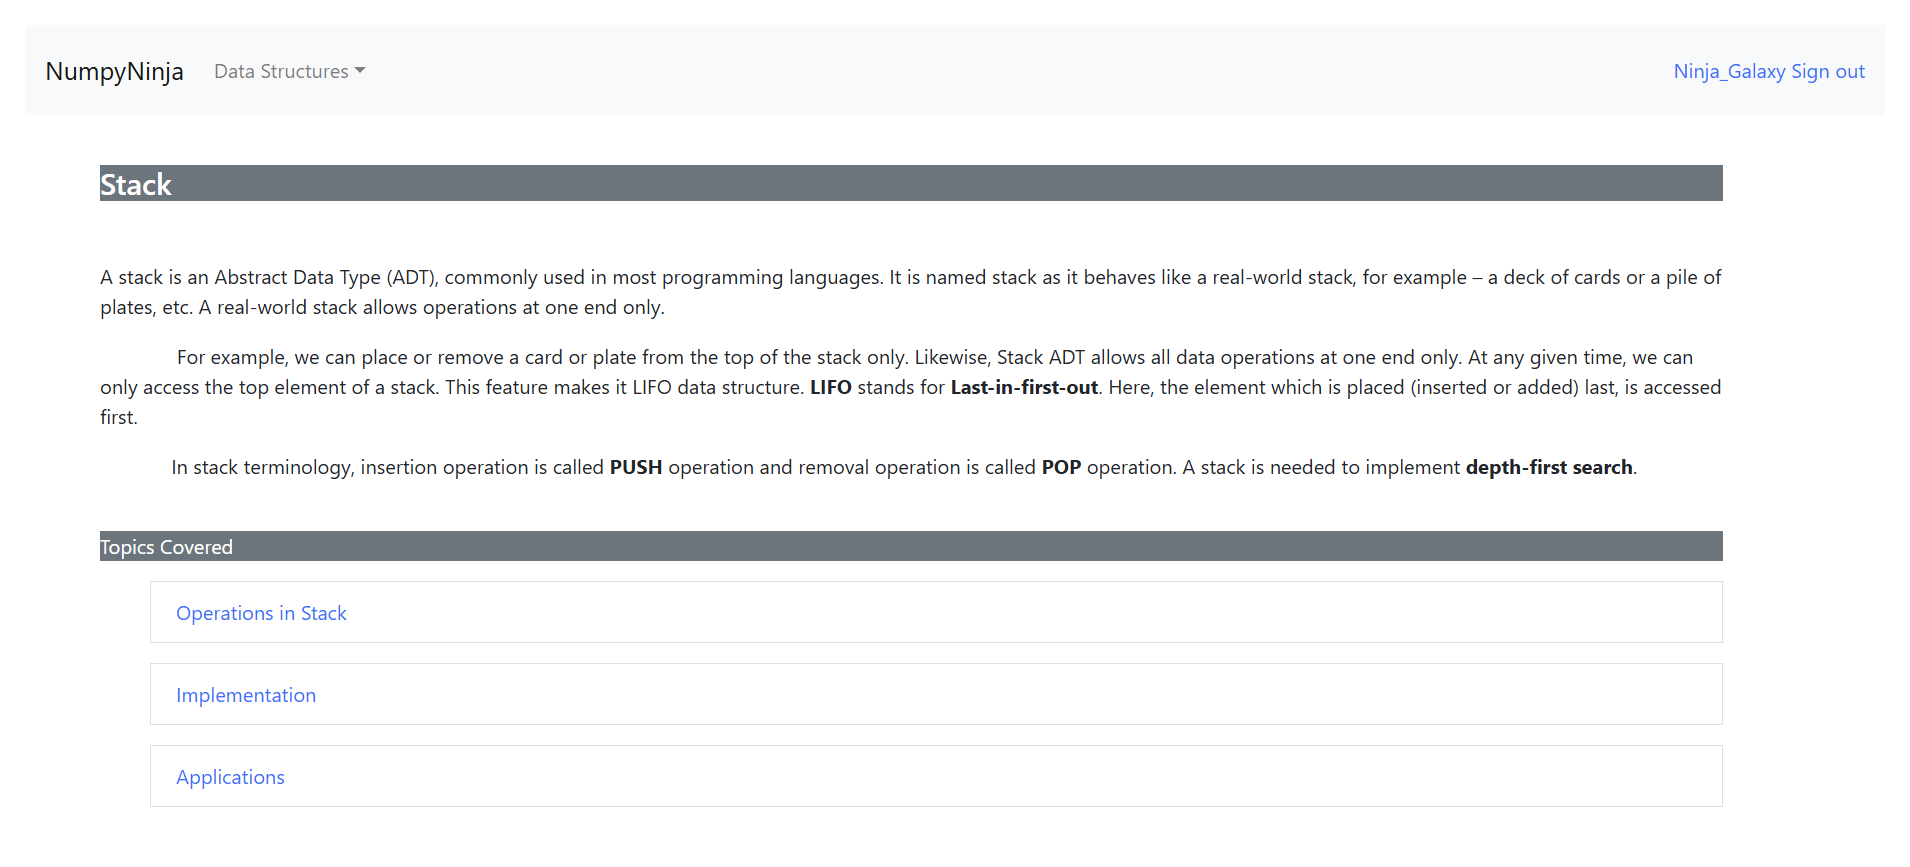 NumpyNinja Data Structures Ninja_Galaxy Sign out
Stack
A stack is an Abstract Data Type (ADT), commonly used in most programming languages. It is named stack as it behaves like a real-world stack, for example – a deck of cards or a pile of
plates, etc. A real-world stack allows operations at one end only.
For example, we can place or remove a card or plate from the top of the stack only. Likewise, Stack ADT allows all data operations at one end only. At any given time, we can
only access the top element of a stack. This feature makes it LIFO data structure. LIFO stands for Last-in-first-out. Here, the element which is placed (inserted or added) last, is accessed
first.
In stack terminology, insertion operation is called PUSH operation and removal operation is called POP operation. A stack is needed to implement depth-first search.
Topics Covered
Operations in Stack
Implementation
Applications